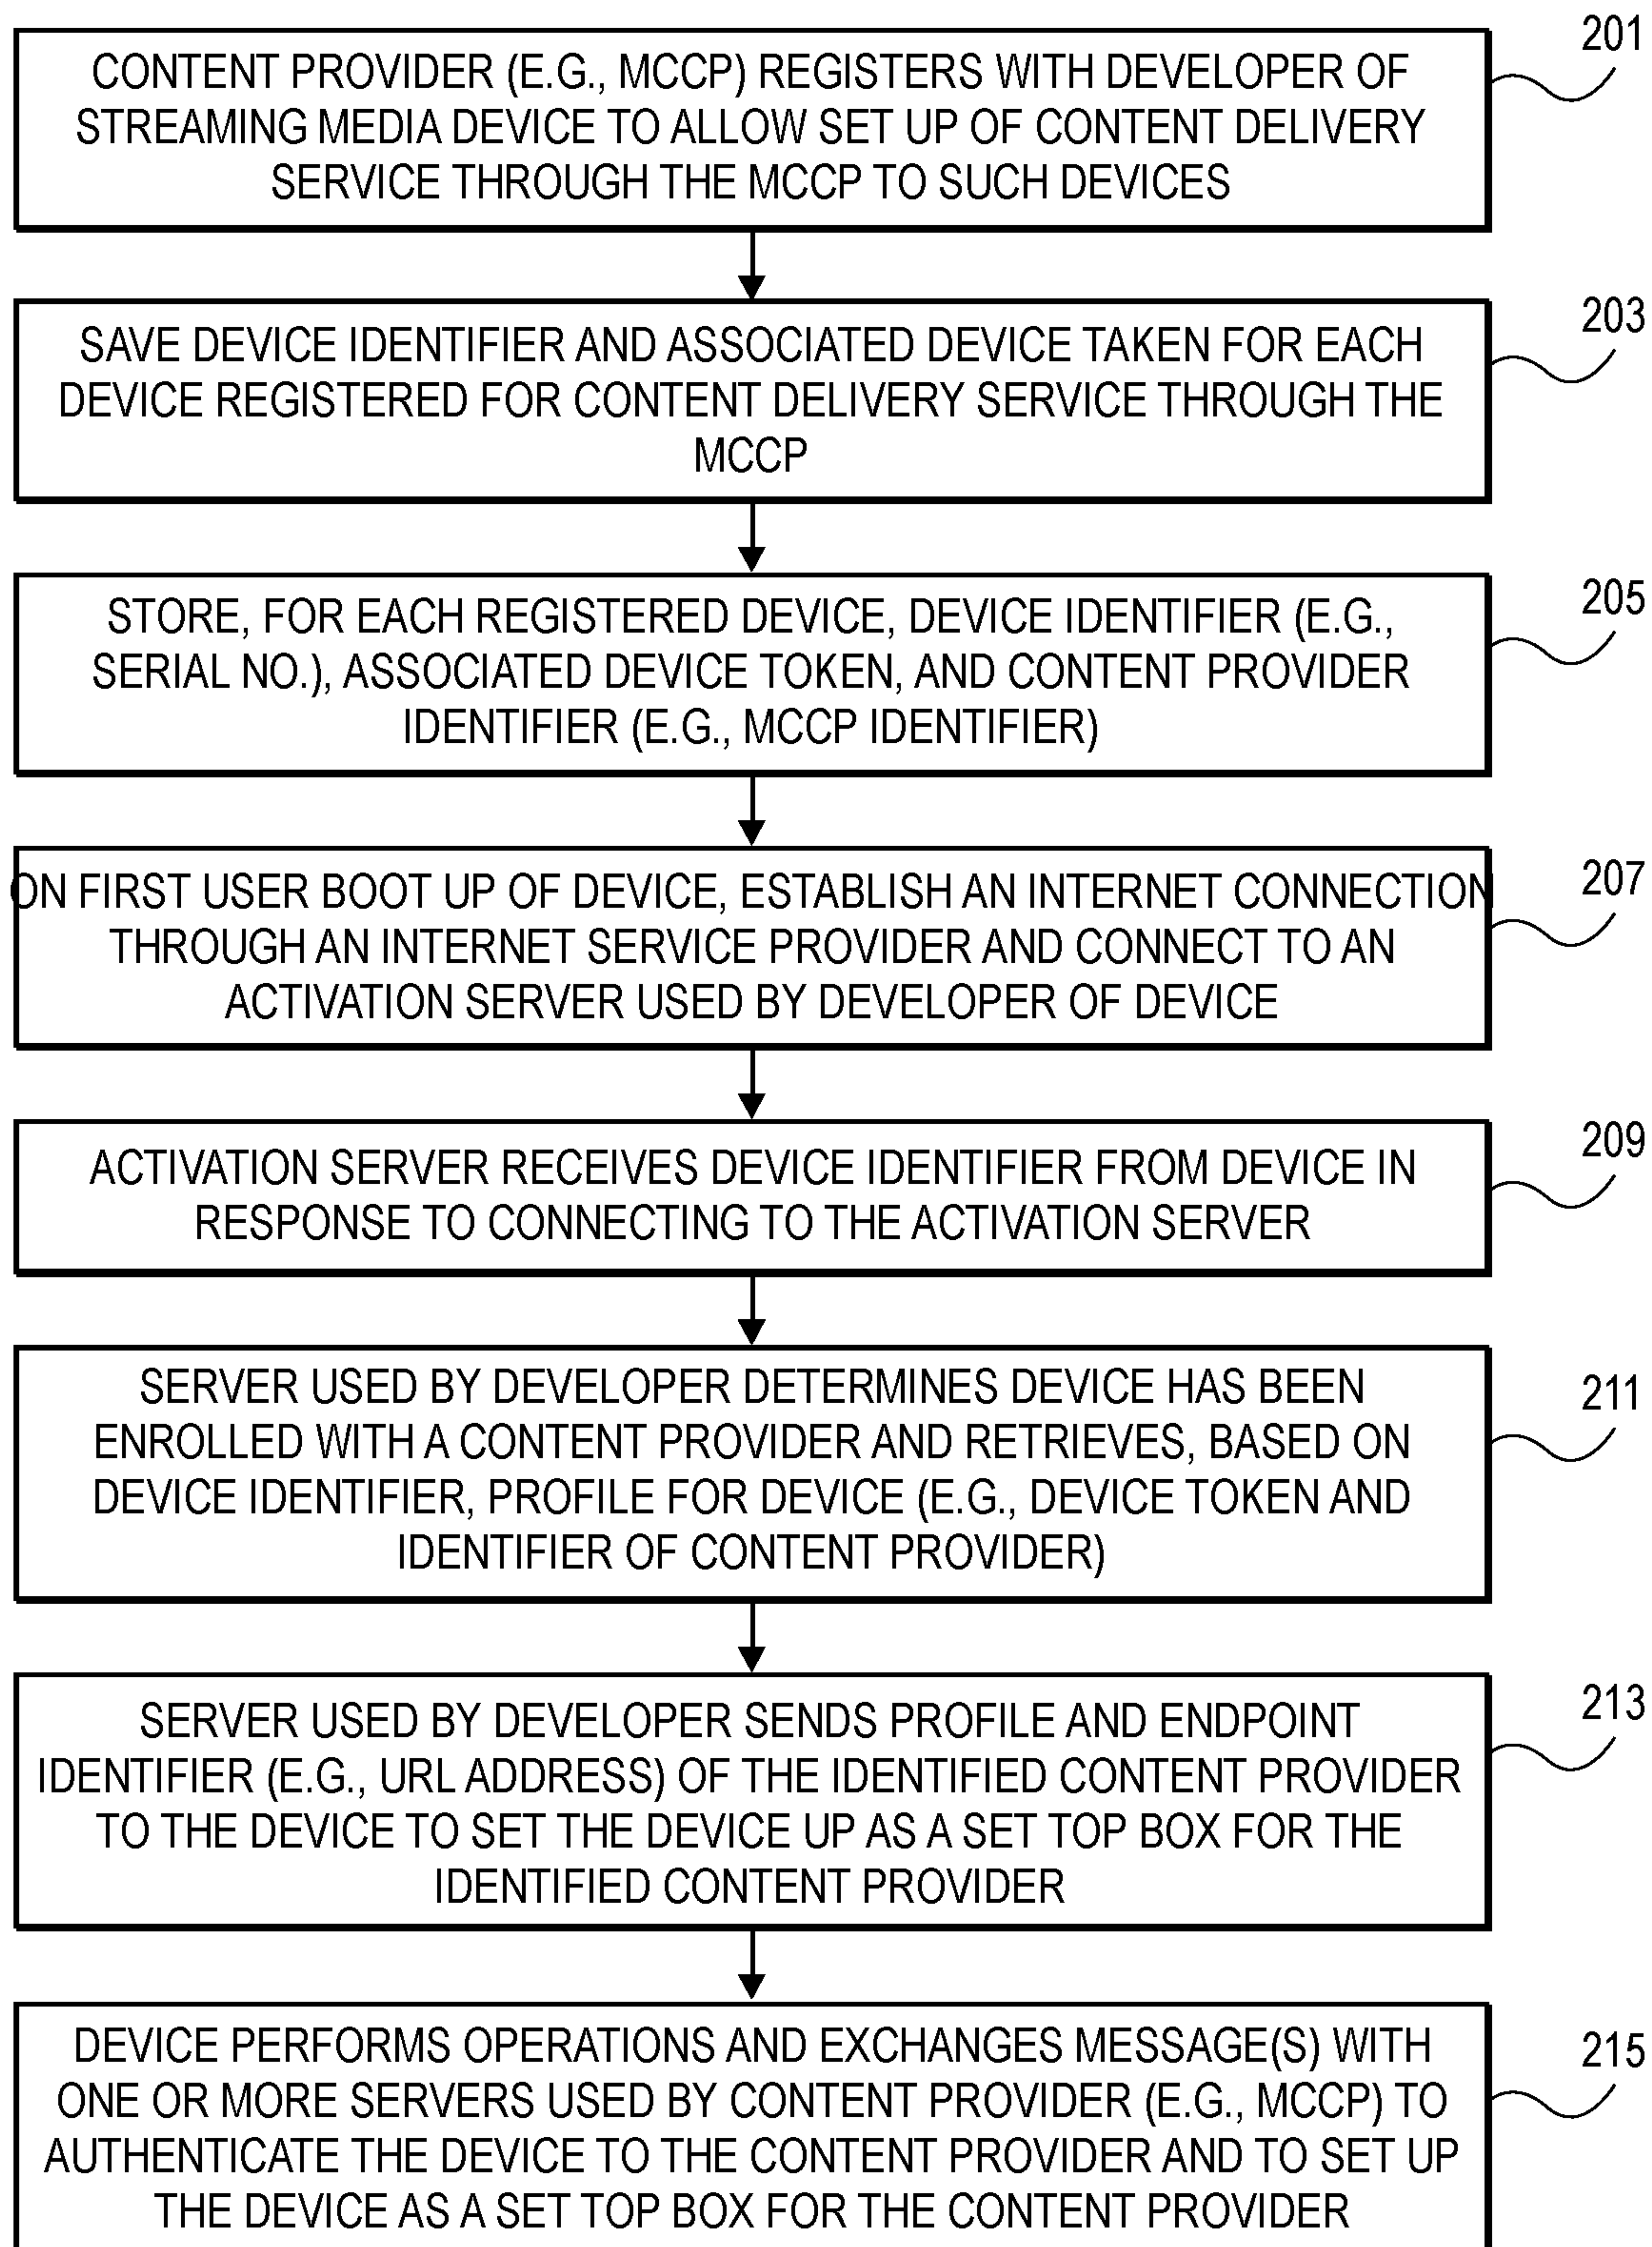 201
CONTENT PROVIDER (E.G., MCCP) REGISTERS WITH DEVELOPER OF
STREAMING MEDIA DEVICE TO ALLOW SET UP OF CONTENT DELIVERY
SERVICE THROUGH THE MCCP TO SUCH DEVICES
203
SAVE DEVICE IDENTIFIER AND ASSOCIATED DEVICE TAKEN FOR EACH
DEVICE REGISTERED FOR CONTENT DELIVERY SERVICE THROUGH THE
MCCP
205
STORE, FOR EACH REGISTERED DEVICE, DEVICE IDENTIFIER (E.G.,
SERIAL NO.), ASSOCIATED DEVICE TOKEN, AND CONTENT PROVIDER
IDENTIFIER (E.G., MCCP IDENTIFIER)
207
ON FIRST USER BOOT UP OF DEVICE, ESTABLISH AN INTERNET CONNECTION
THROUGH AN INTERNET SERVICE PROVIDER AND CONNECT TO AN
ACTIVATION SERVER USED BY DEVELOPER OF DEVICE
209
ACTIVATION SERVER RECEIVES DEVICE IDENTIFIER FROM DEVICE IN
RESPONSE TO CONNECTING TO THE ACTIVATION SERVER
211
SERVER USED BY DEVELOPER DETERMINES DEVICE HAS BEEN
ENROLLED WITH A CONTENT PROVIDER AND RETRIEVES, BASED ON
DEVICE IDENTIFIER, PROFILE FOR DEVICE (E.G., DEVICE TOKEN AND
IDENTIFIER OF CONTENT PROVIDER)
213
SERVER USED BY DEVELOPER SENDS PROFILE AND ENDPOINT
IDENTIFIER (E.G., URL ADDRESS) OF THE IDENTIFIED CONTENT PROVIDER
TO THE DEVICE TO SET THE DEVICE UP AS A SET TOP BOX FOR THE
IDENTIFIED CONTENT PROVIDER
215
DEVICE PERFORMS OPERATIONS AND EXCHANGES MESSAGE(S) WITH
ONE OR MORE SERVERS USED BY CONTENT PROVIDER (E.G., MCCP) TO
AUTHENTICATE THE DEVICE TO THE CONTENT PROVIDER AND TO SET UP
THE DEVICE AS A SET TOP BOX FOR THE CONTENT PROVIDER